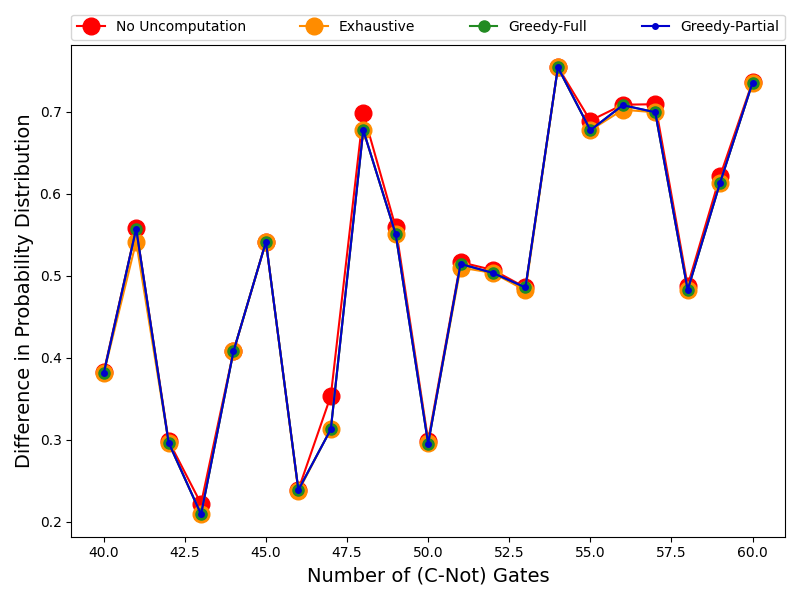 No Uncomputation Exhaustive Greedy-Full Greedy-Partial
Difference in Probability Distribution
0.7
0.6
0.5
0.4
0.3
0.2
40.0 42.5 45.0 47.5 50.0 52.5 55.0 57.5 60.0
Number of (C-Not) Gates